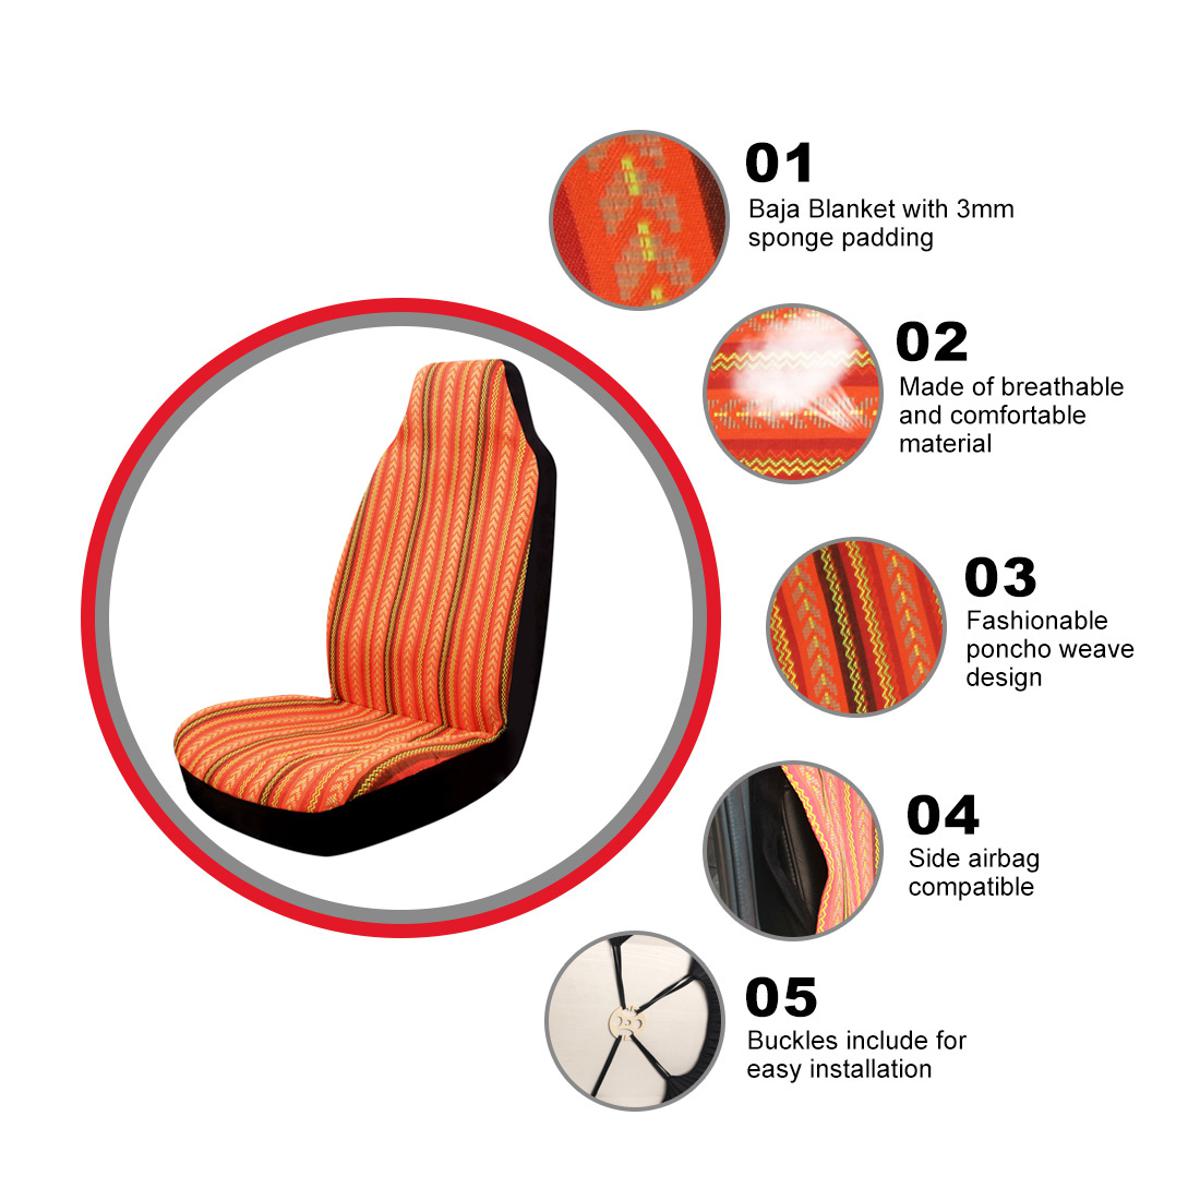 01
Baja Blanket with 3mm
sponge padding
02
Made of breathable
and comfortable
material
03
Fashionable
poncho weave
design
04
Side airbag
compatible
05
Buckles include for
easy installation